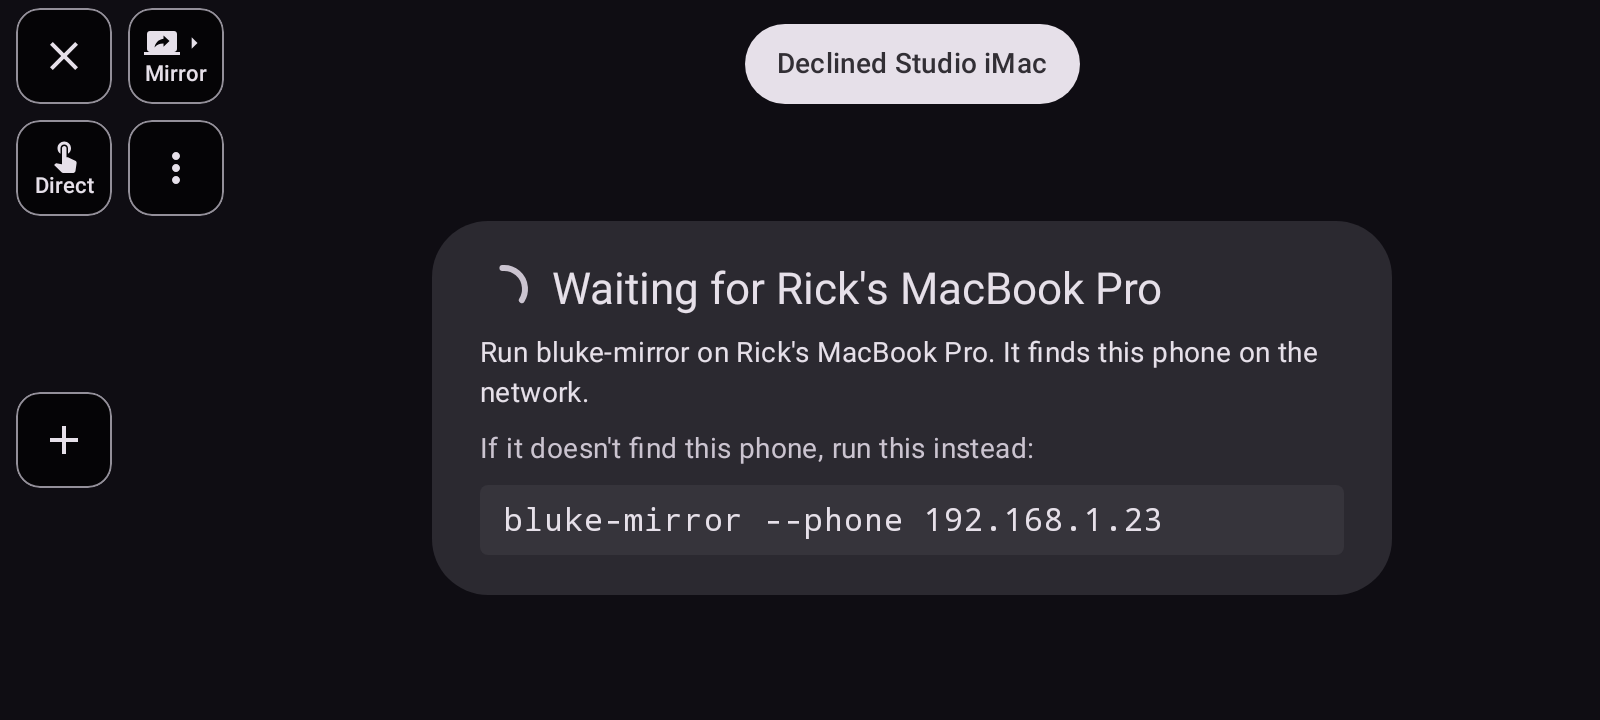 Mirror
Direct
Declined Studio iMac
Waiting for Rick's MacBook Pro
Run bluke-mirror on Rick's MacBook Pro. It finds this phone on the
network.
If it doesn't find this phone, run this instead:
bluke-mirror --phone 192.168.1.23